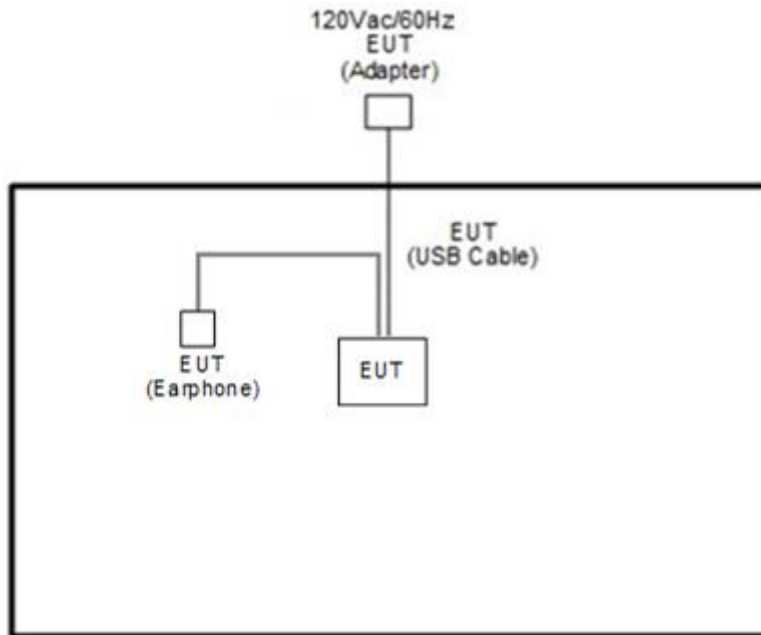 120Vac/60Hz
EUT
(Adapter)
EUT
(USB Cable)
EUT
(Earphone)
EUT